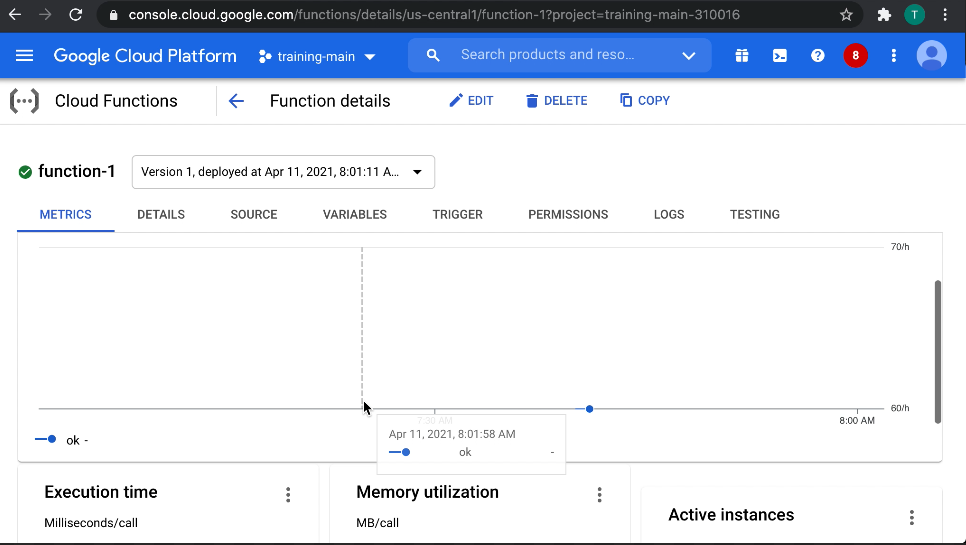 console.cloud.google.com/functions/details/us-central1/function-1?project=training-main-310016
T
Google Cloud Platform
training-main
Search products and reso...
8
Cloud Functions
Function details
EDIT
DELETE
COPY
function-1
Version 1, deployed at Apr 11, 2021, 8:01:11 A...
METRICS
DETAILS
SOURCE
VARIABLES
TRIGGER
PERMISSIONS
LOGS
TESTING
70/h
60/h
7:30 AM
8:00 AM
ok -
Apr 11, 2021, 8:01:58 AM
ok -
Execution time
Milliseconds/call
Memory utilization
MB/call
Active instances